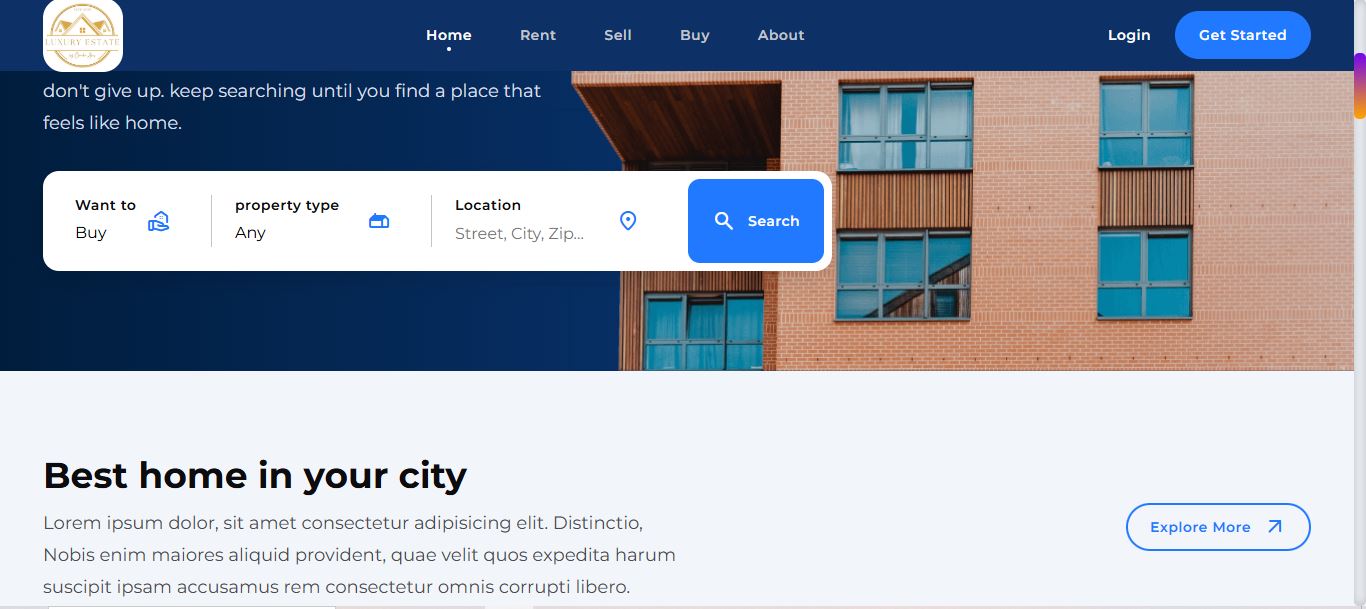 LUXURY ESTATE
Home
Rent
Sell
Buy
About
Login
Get Started
don't give up. keep searching until you find a place that
feels like home.
Want to
Buy
property type
Any
Location
Street, City, Zip...
Search
Best home in your city
Lorem ipsum dolor, sit amet consectetur adipisicing elit. Distinctio,
Nobis enim maiores aliquid provident, quae velit quos expedita harum
suscipit ipsam accusamus rem consectetur omnis corrupti libero.
Explore More